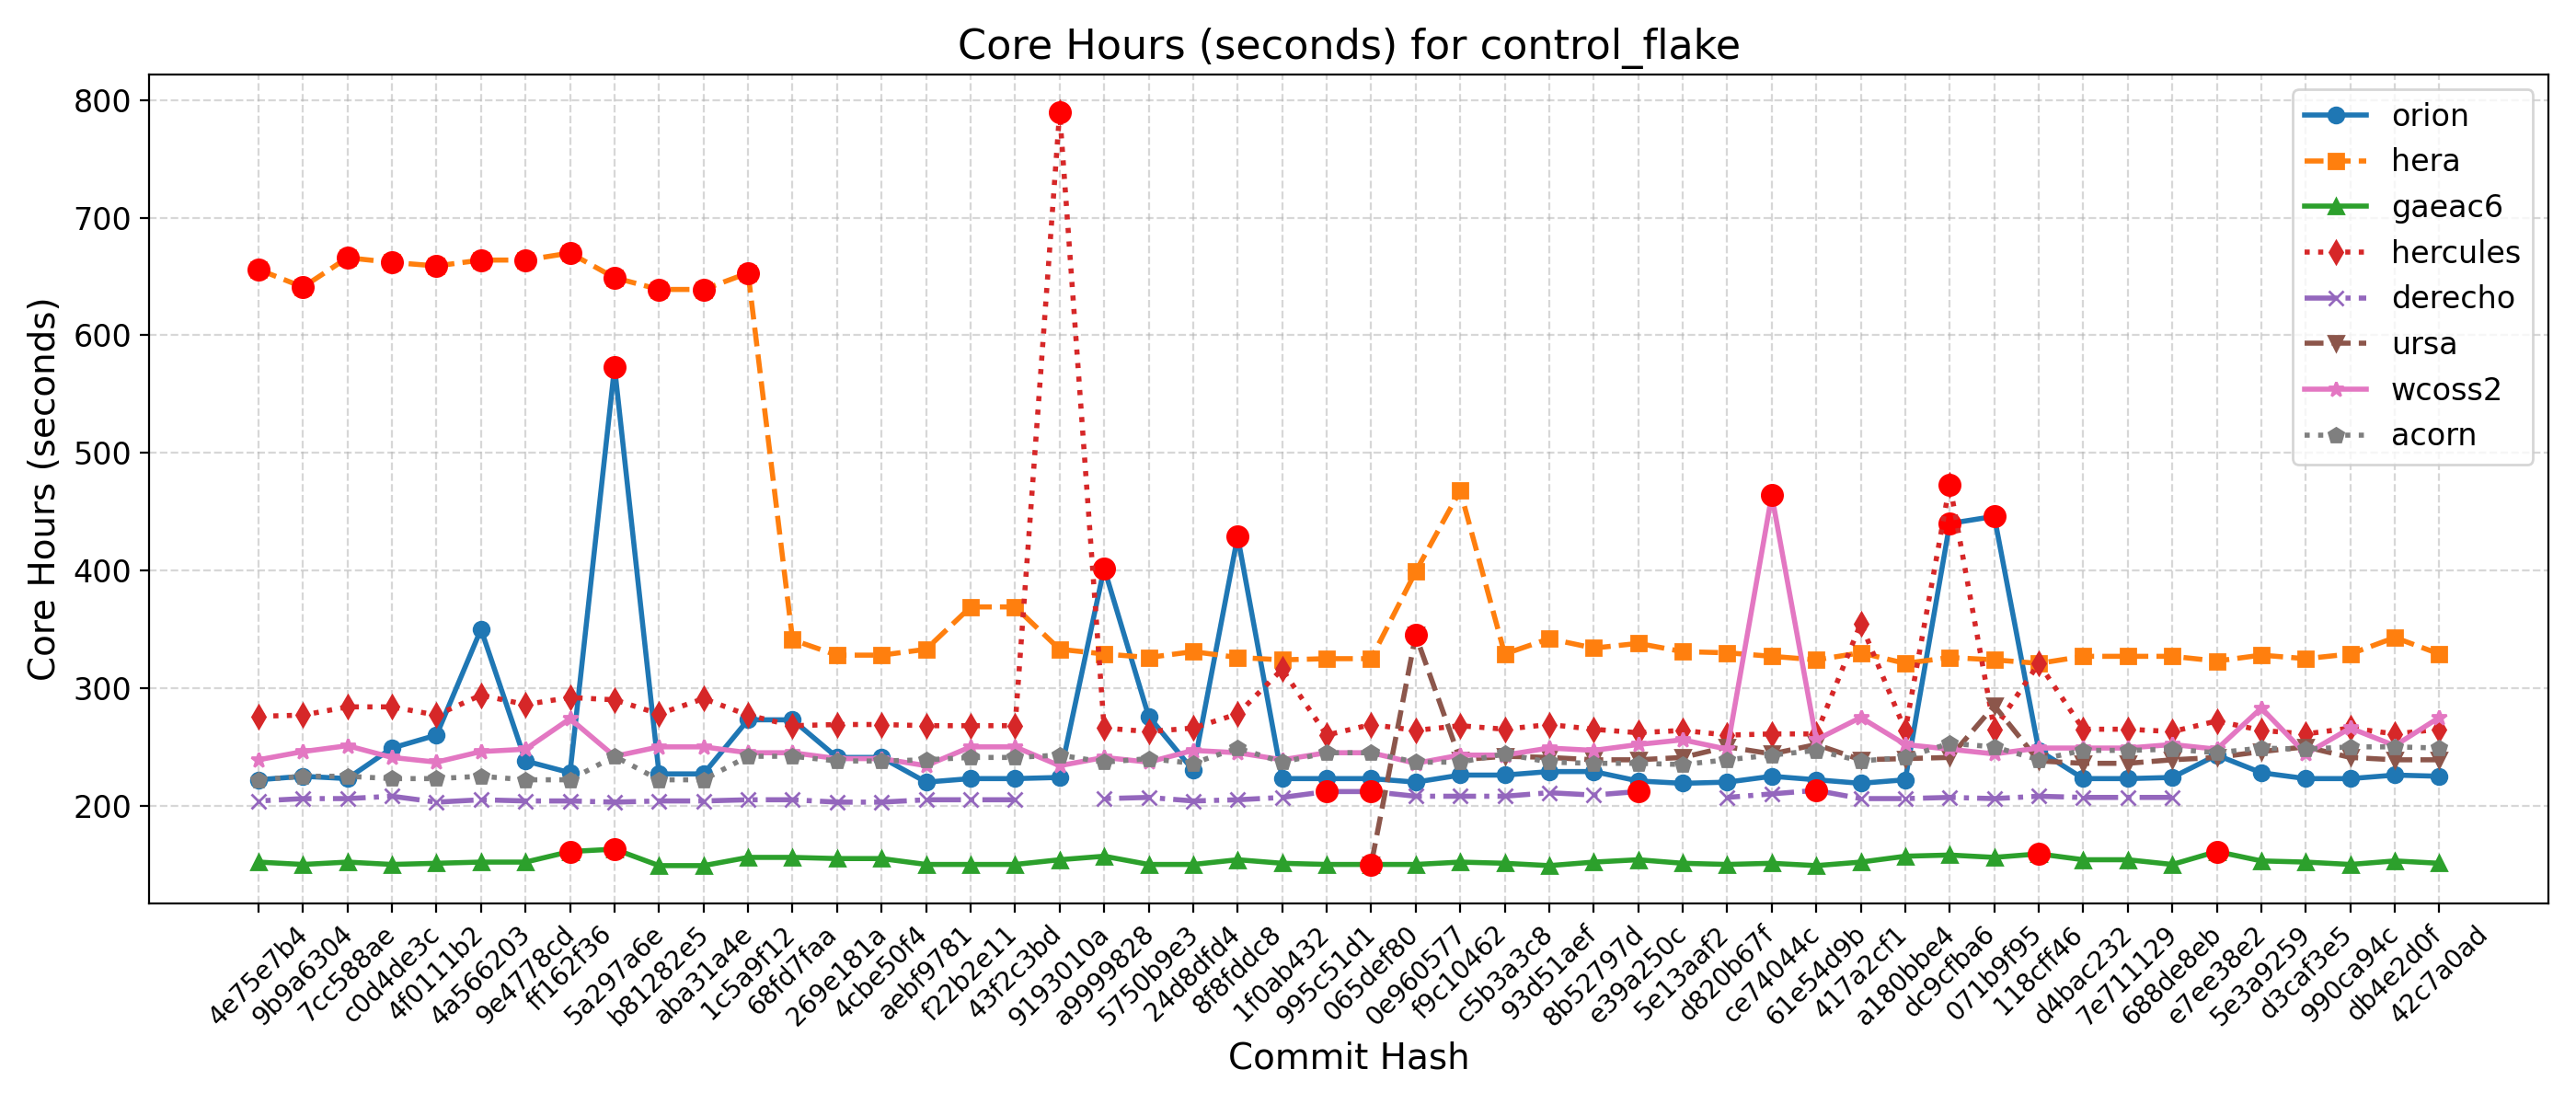 Core Hours (seconds) for control_flake
Core Hours (seconds)
800
700
600
500
400
300
200
orion
hera
gaeac6
hercules
derecho
ursa
wcoss2
acorn
4e75e7b4
9b9a6304
7cc588ae
c0d4de3c
4f0111b2
4a566203
9e4778cd
ff162f36
5a297a6e
b81282e5
aba31a4e
1c5a9f12
68fd7faa
269e181a
4cbe50f4
aebf9781
f22b2e11
43f2c3bd
9193010a
a9999828
5750b9e3
24d8dfd4
8f8fddc8
1f0ab432
995c51d1
065def80
0e960577
f9c10462
c5b3a3c8
93d51aef
8b52797d
e39a250c
5e13aaf2
d820b67f
ce74044c
61e54d9b
417a2cf1
a180bbe4
dc9cfba6
071b9f95
118cff46
d4bac232
7e711129
688de8eb
e7ee38e2
5e3a9259
d3caf3e5
990ca94c
db4e2d0f
42c7a0ad
Commit Hash